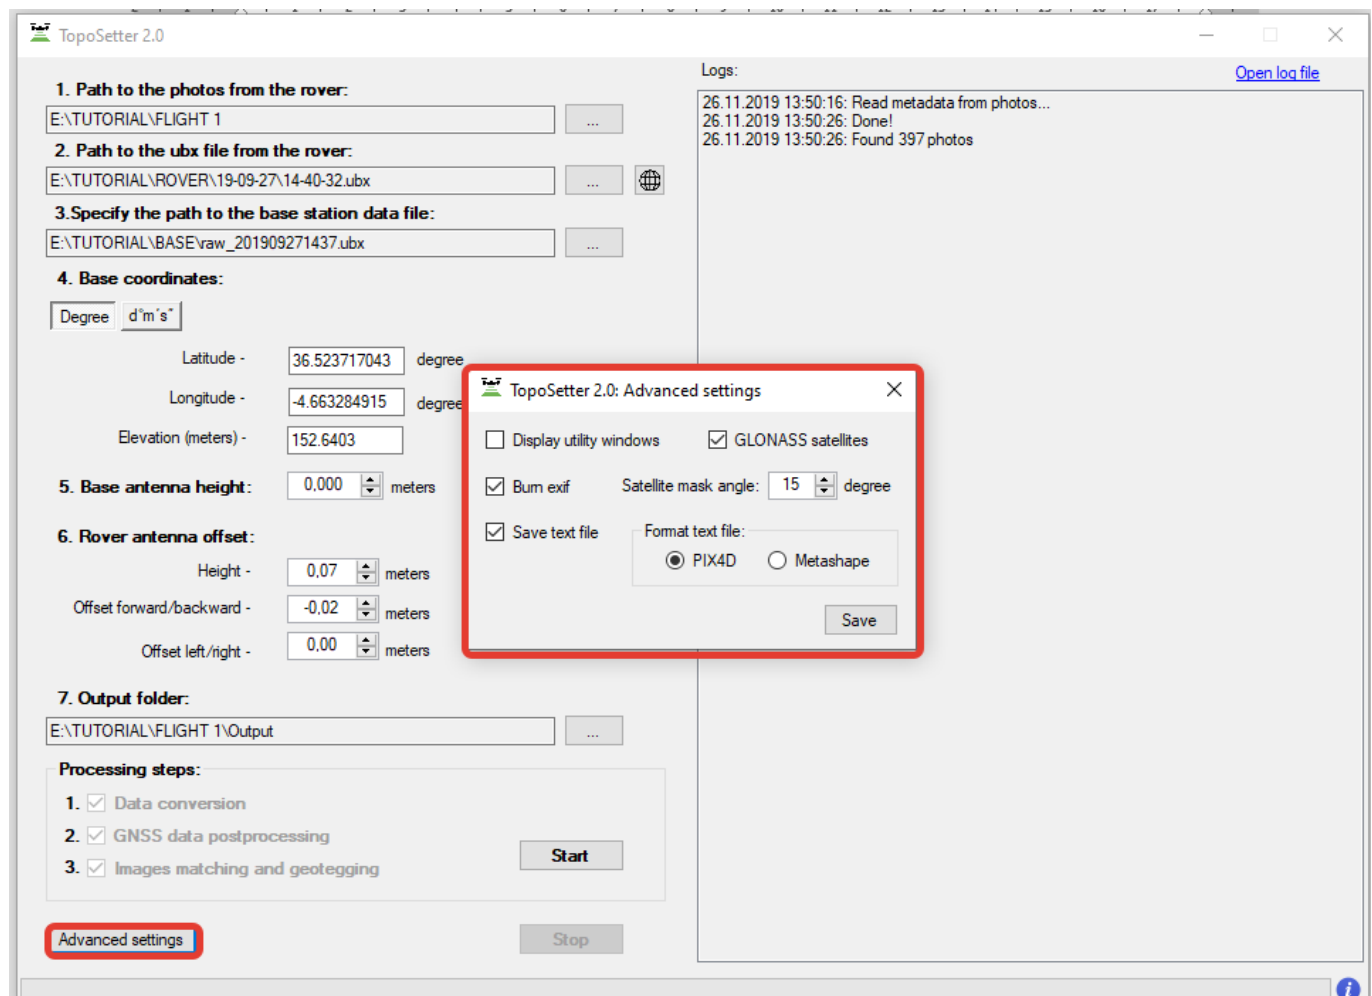 TopoSetter 2.0
Logs:
Open log file
1. Path to the photos from the rover:
E:\TUTORIAL\FLIGHT 1
...
2. Path to the ubx file from the rover:
E:\TUTORIAL\ROVER\19-09-27\14-40-32.ubx
...
3.Specify the path to the base station data file:
E:\TUTORIAL\BASE\raw_201909271437.ubx
...
4. Base coordinates:
Degree d°m's"
Latitude - 36.523717043 degree
Longitude - -4.663284915 degree
Elevation (meters) - 152.6403
5. Base antenna height: 0,000 meters
6. Rover antenna offset:
Height - 0,07 meters
Offset forward/backward - -0,02 meters
Offset left/right - 0,00 meters
7. Output folder:
E:\TUTORIAL\FLIGHT 1\Output
...
Processing steps:
1. Data conversion
2. GNSS data postprocessing
3. Images matching and geotegging
Start
Advanced settings
Stop
26.11.2019 13:50:16: Read metadata from photos...
26.11.2019 13:50:26: Done!
26.11.2019 13:50:26: Found 397 photos
TopoSetter 2.0: Advanced settings
Display utility windows GLONASS satellites
Burn exif Satellite mask angle: 15 degree
Save text file Format text file:
PIX4D Metashape
Save